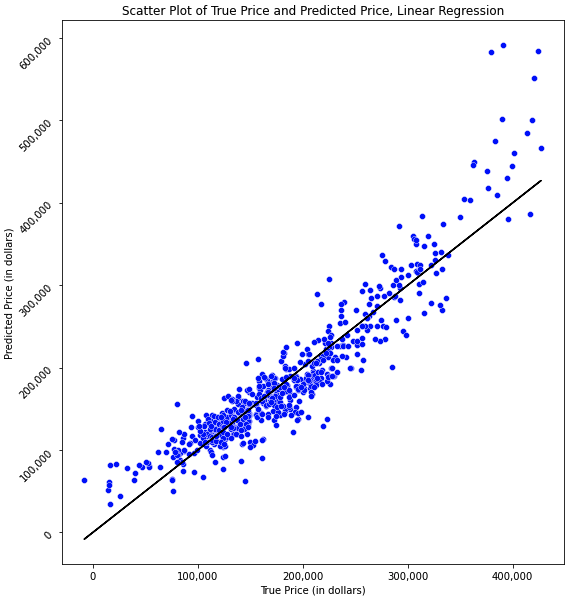 Scatter Plot of True Price and Predicted Price, Linear Regression
600,000
500,000
400,000
300,000
200,000
100,000
0
Predicted Price (in dollars)
0 100,000 200,000 300,000 400,000
True Price (in dollars)